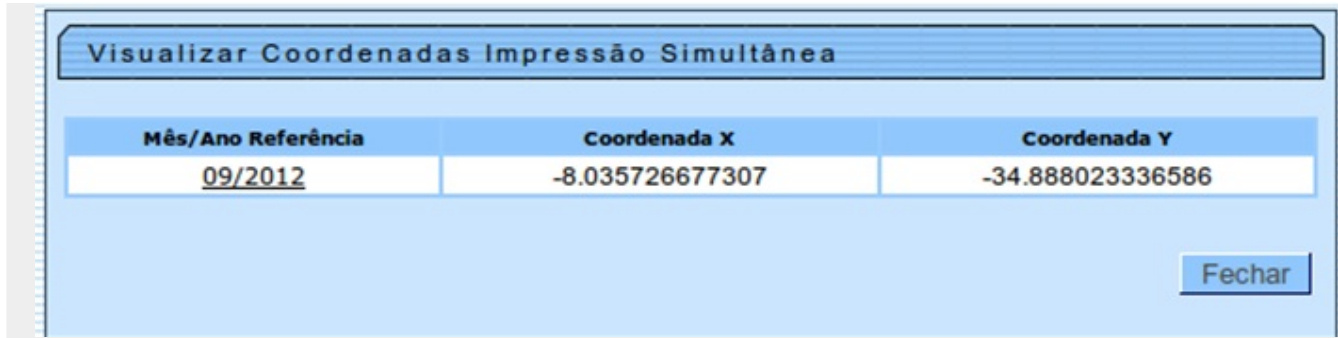 Visualizar Coordenadas Impressão Simultânea
Mês/Ano Referência Coordenada X Coordenada Y
09/2012 -8.035726677307 -34.888023336586
Fechar